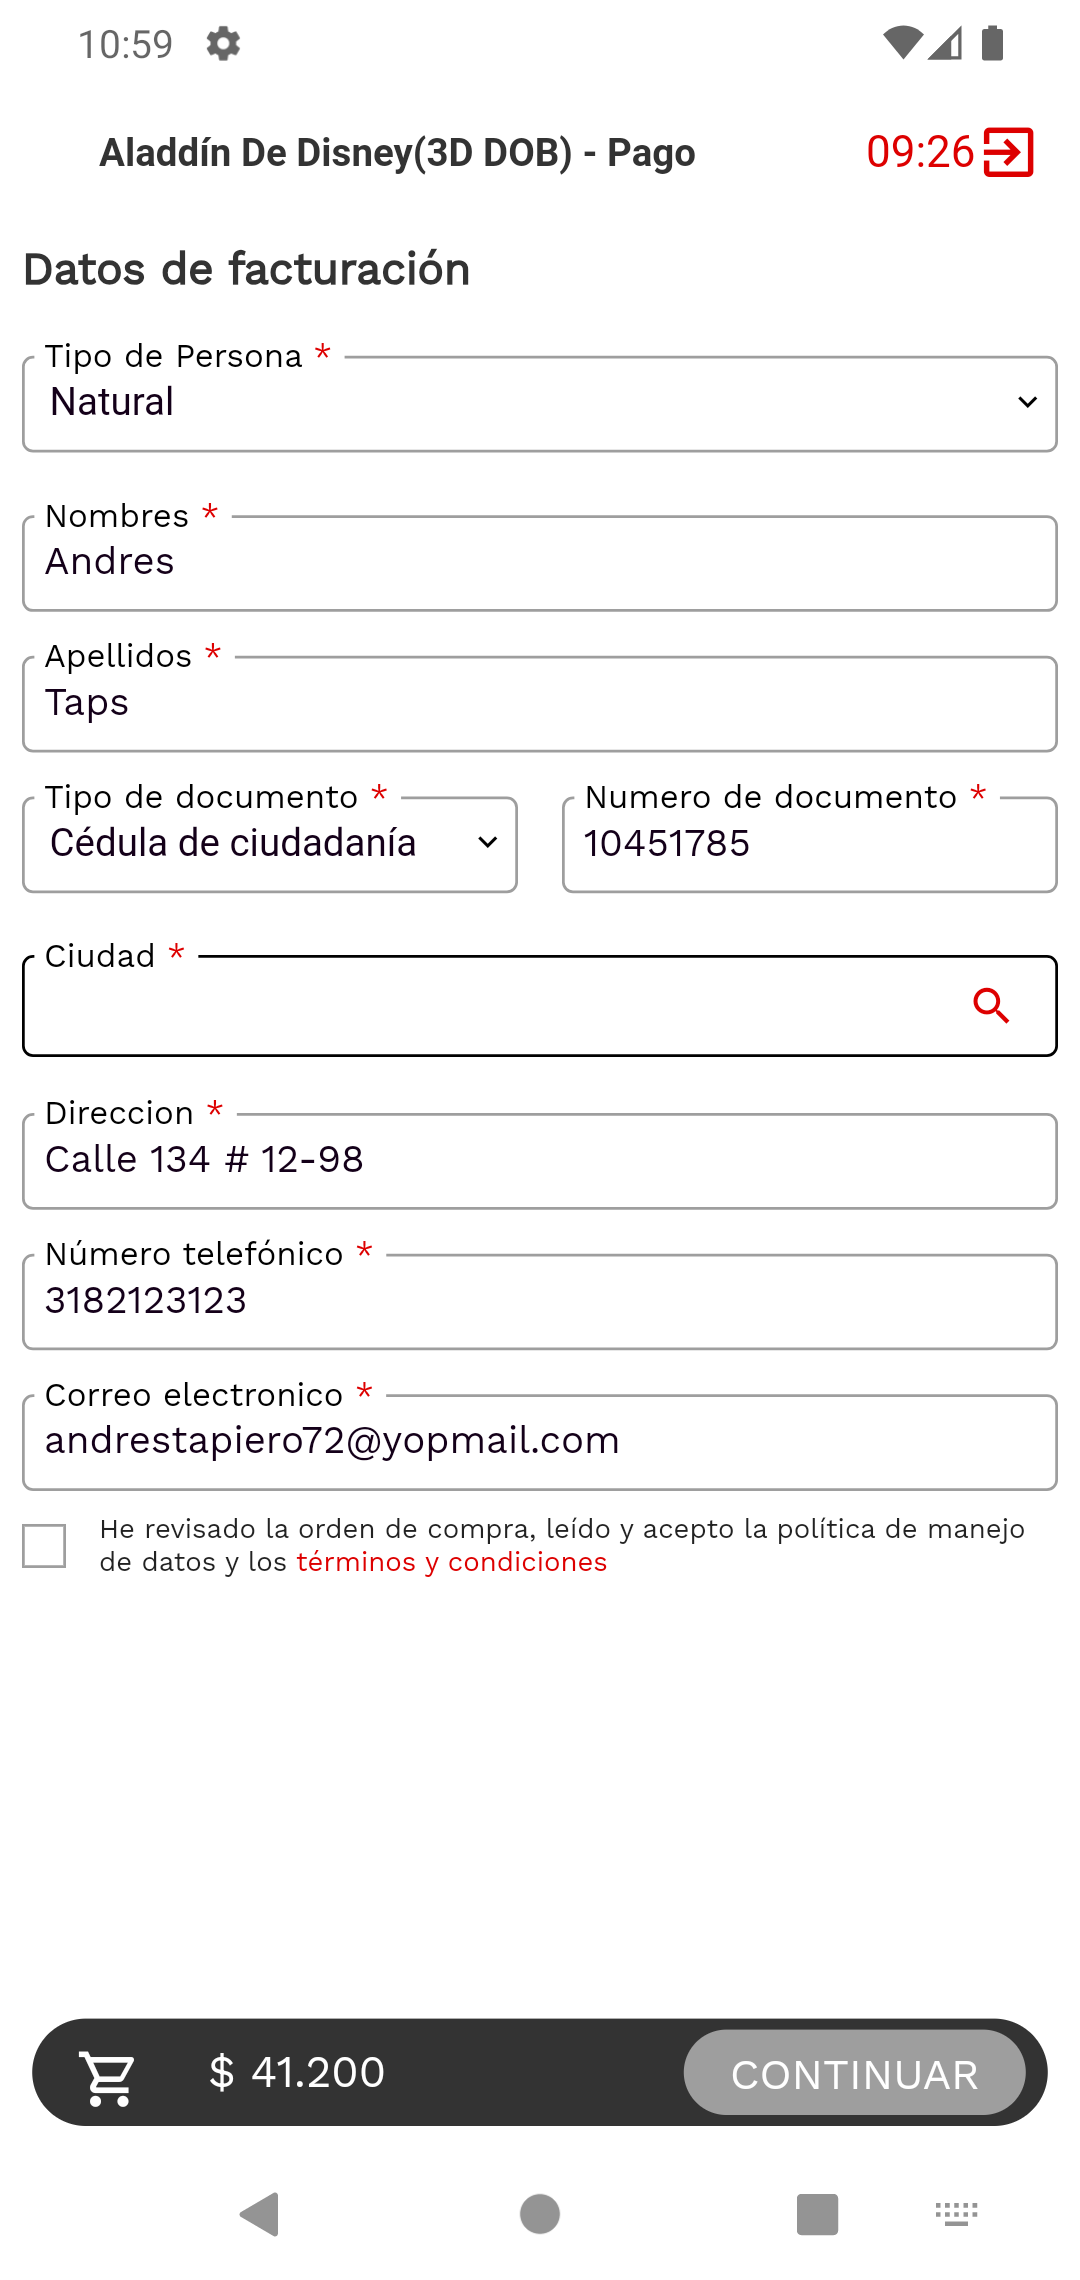 10:59
Aladdín De Disney(3D DOB) - Pago
09:26
Datos de facturación
Tipo de Persona *
Natural
Nombres *
Andres
Apellidos *
Taps
Tipo de documento *
Cédula de ciudadanía
Numero de documento *
10451785
Ciudad *
Direccion *
Calle 134 # 12-98
Número telefónico *
3182123123
Correo electronico *
andrestapiero72@yopmail.com
He revisado la orden de compra, leído y acepto la política de manejo
de datos y los términos y condiciones
$ 41.200
CONTINUAR